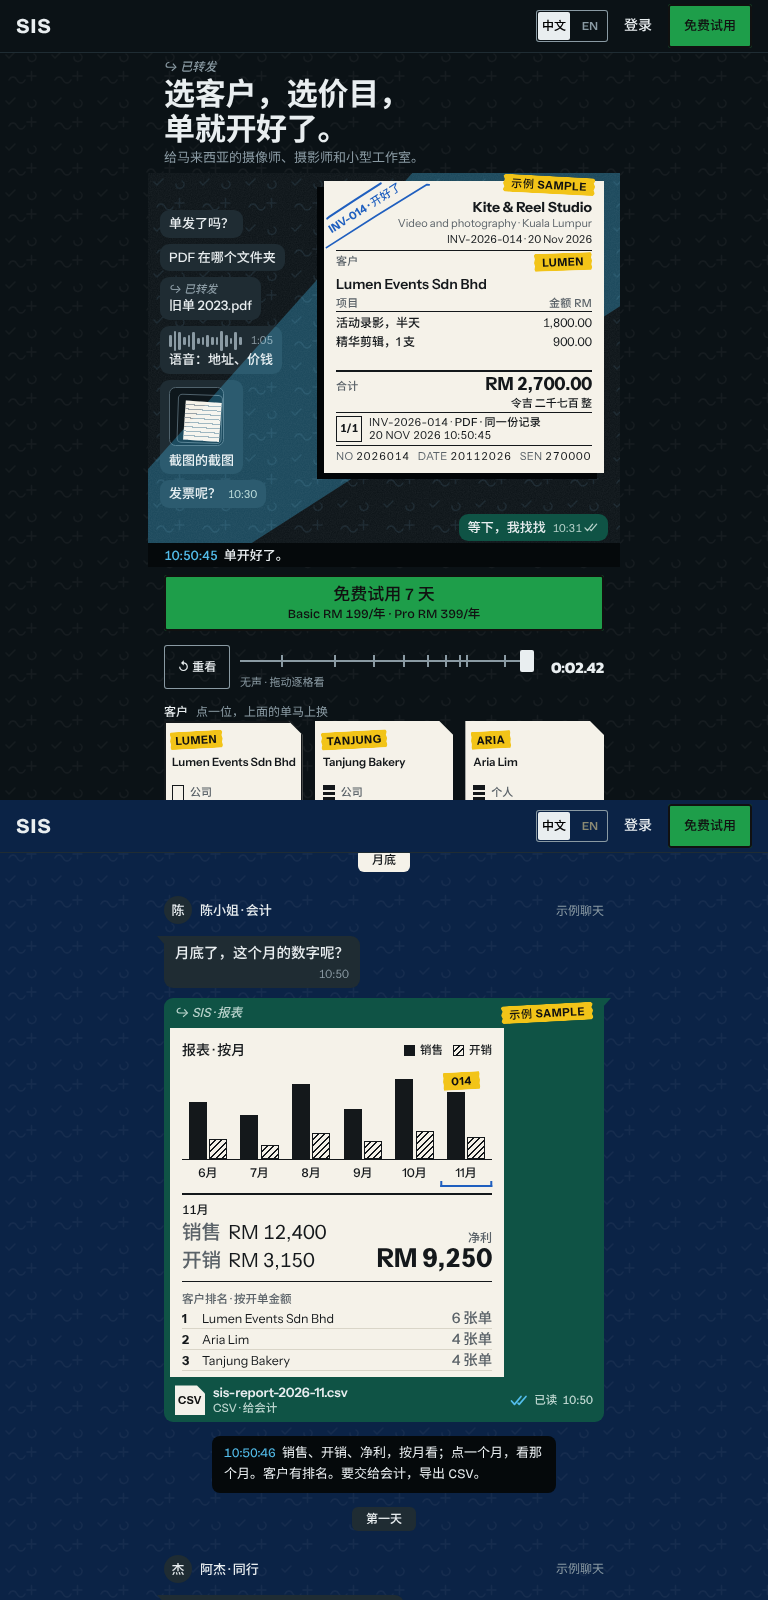 SIS
中文 EN 登录 免费试用
↪ 已转发
选客户，选价目，
单就开好了。
给马来西亚的摄像师、摄影师和小型工作室。
单发了吗？
PDF 在哪个文件夹
↪ 已转发
旧单 2023.pdf
1:05
语音：地址、价钱
截图的截图
发票呢？ 10:30
INV-014·开好了
示例 SAMPLE
Kite & Reel Studio
Video and photography·Kuala Lumpur
INV-2026-014·20 Nov 2026
客户 LUMEN
Lumen Events Sdn Bhd
项目 金额 RM
活动录影，半天 1,800.00
精华剪辑，1 支 900.00
合计 RM 2,700.00
令吉 二千七百 整
1/1 INV-2026-014·PDF·同一份记录
20 NOV 2026 10:50:45
NO 2026014 DATE 20112026 SEN 270000
等下，我找找 10:31
10:50:45 单开好了。
免费试用 7 天
Basic RM 199/年 · Pro RM 399/年
重看
无声·拖动逐格看
0:02.42
客户 点一位，上面的单马上换
LUMEN
Lumen Events Sdn Bhd
公司
TANJUNG
Tanjung Bakery
公司
ARIA
Aria Lim
个人
SIS
中文 EN 登录 免费试用
月底
陈 陈小姐·会计 示例聊天
月底了，这个月的数字呢？
10:50
↪ SIS·报表 示例 SAMPLE
报表·按月 销售 开销
014
6月 7月 8月 9月 10月 11月
11月
销售 RM 12,400
开销 RM 3,150
净利
RM 9,250
客户排名·按开单金额
1 Lumen Events Sdn Bhd 6 张单
2 Aria Lim 4 张单
3 Tanjung Bakery 4 张单
CSV sis-report-2026-11.csv
CSV·给会计
已读 10:50
10:50:46 销售、开销、净利，按月看；点一个月，看那
个月。客户有排名。要交给会计，导出 CSV。
第一天
杰 阿杰·同行 示例聊天